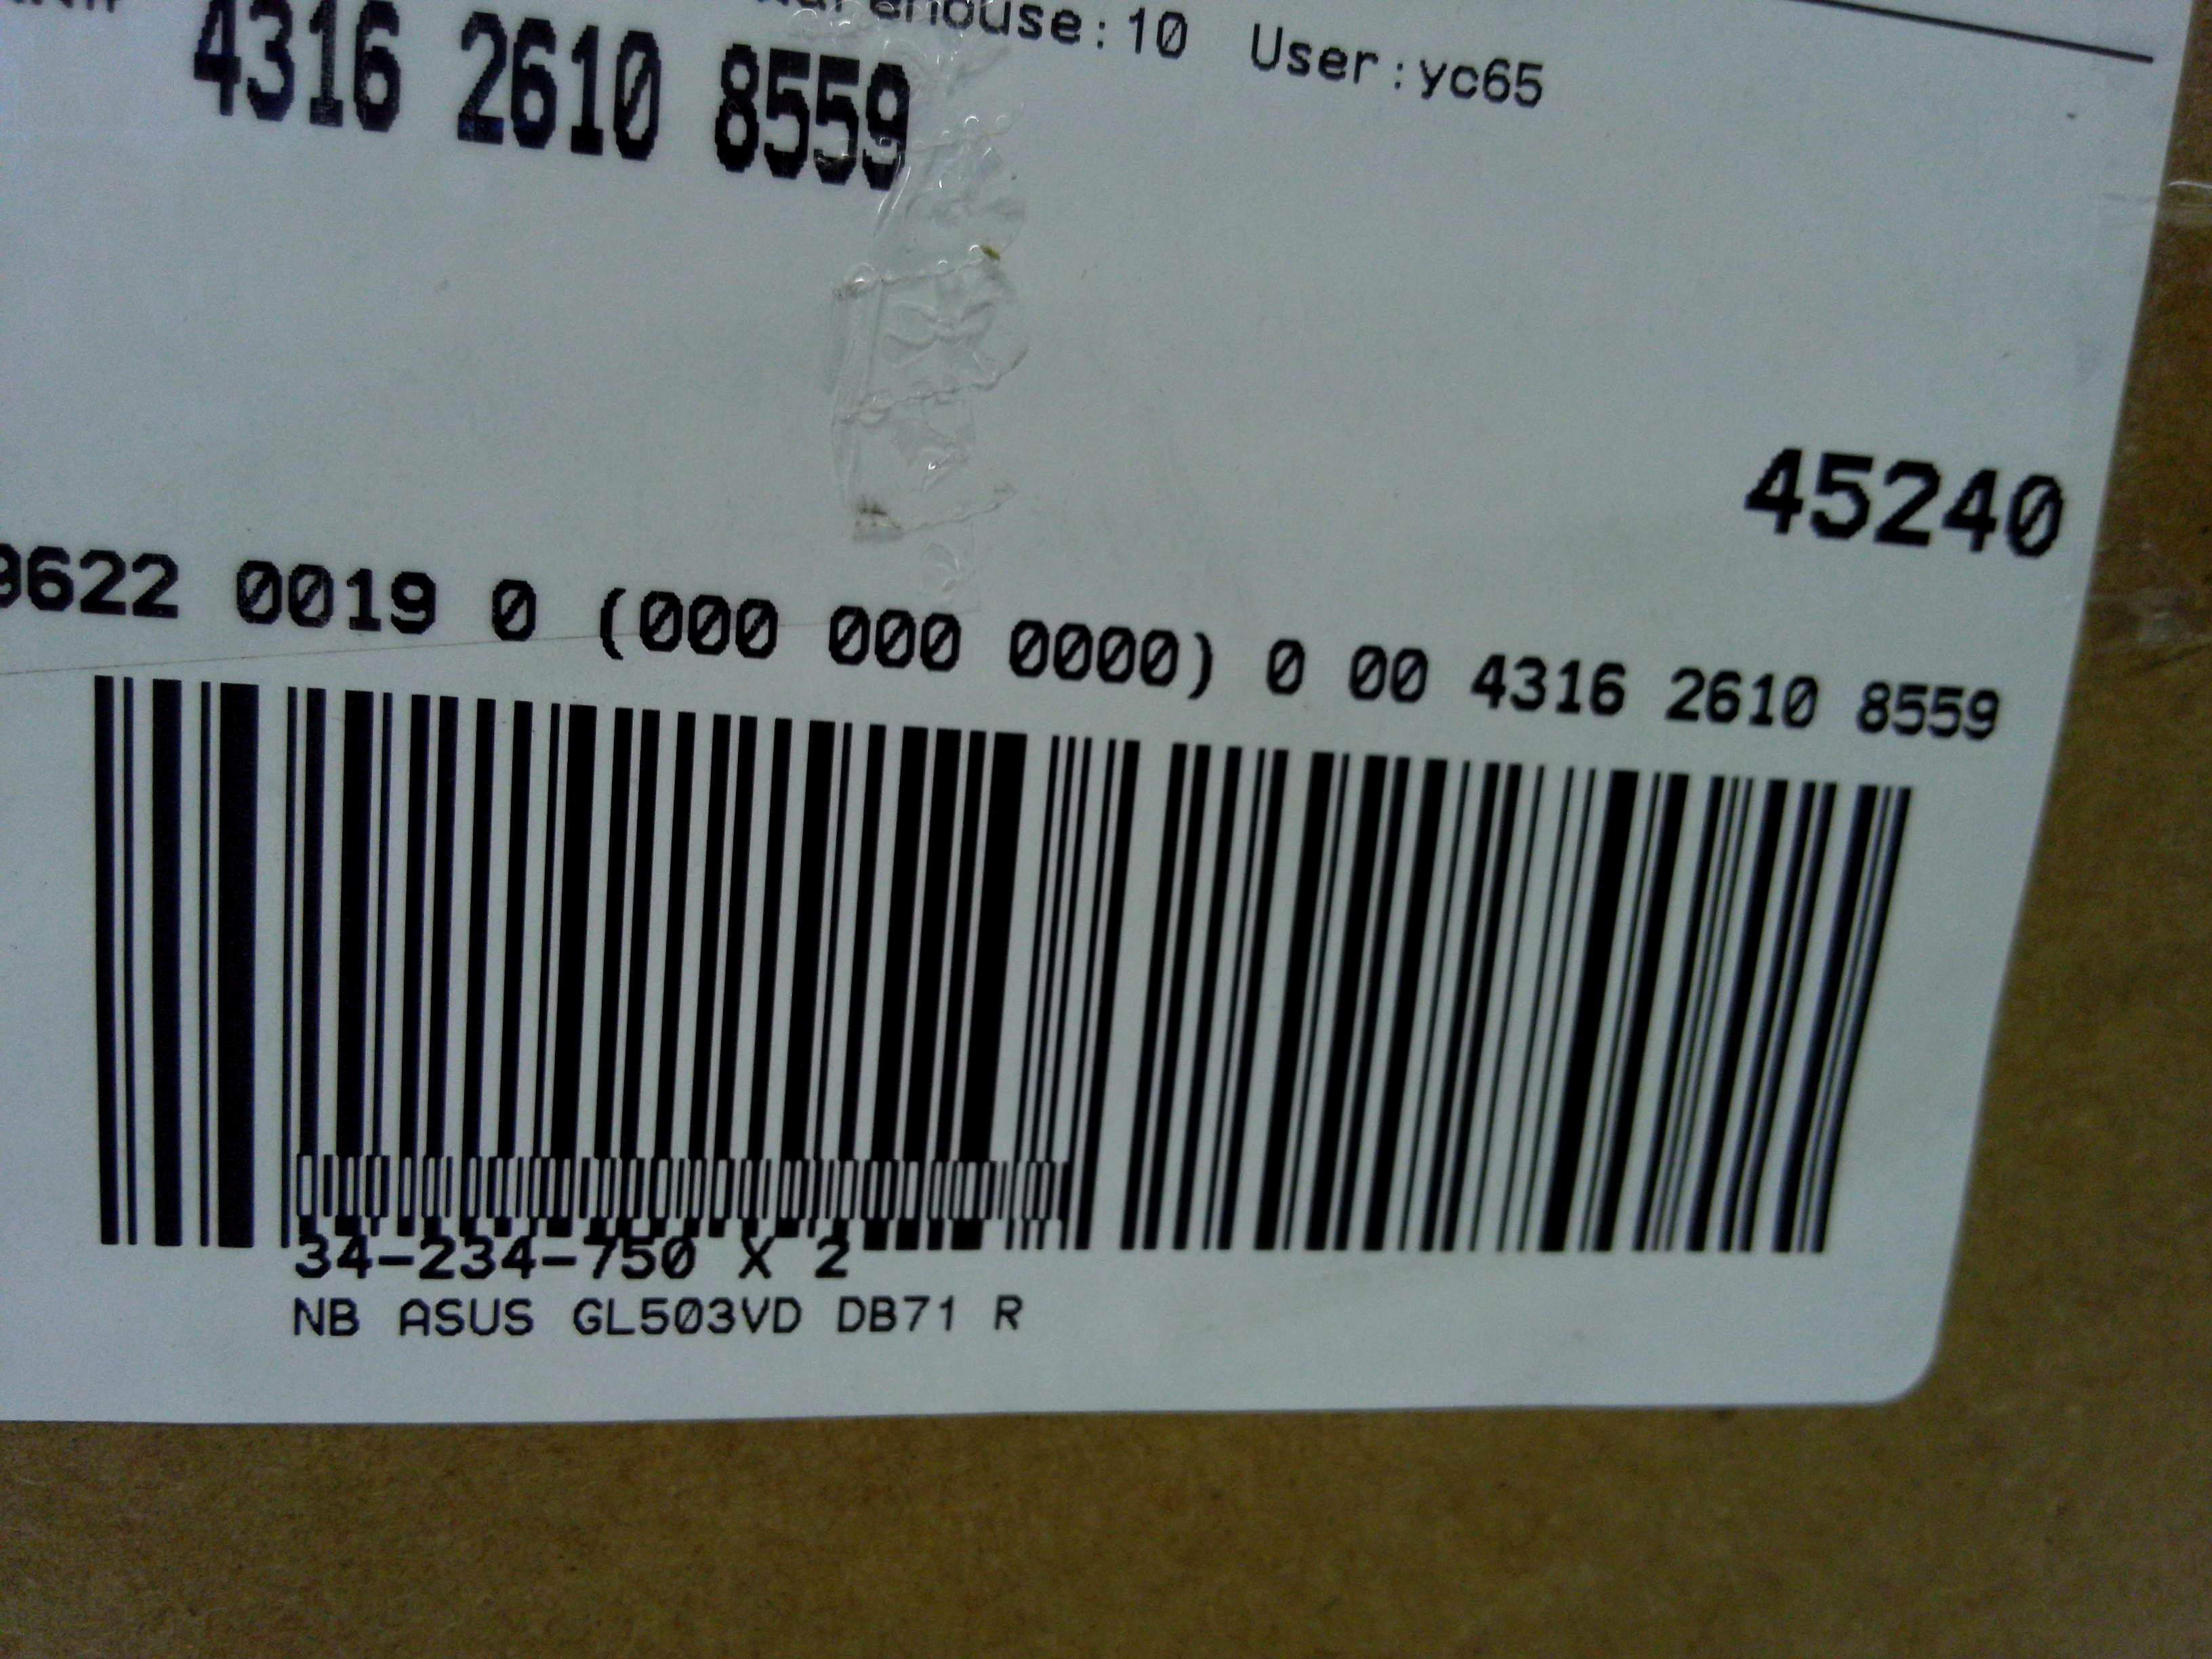 Warehouse:10 User:yc65
4316 2610 8559
45240
9622 0019 0 (000 000 0000) 0 00 4316 2610 8559
34-234-750 X 2
NB ASUS GL503VD DB71 R